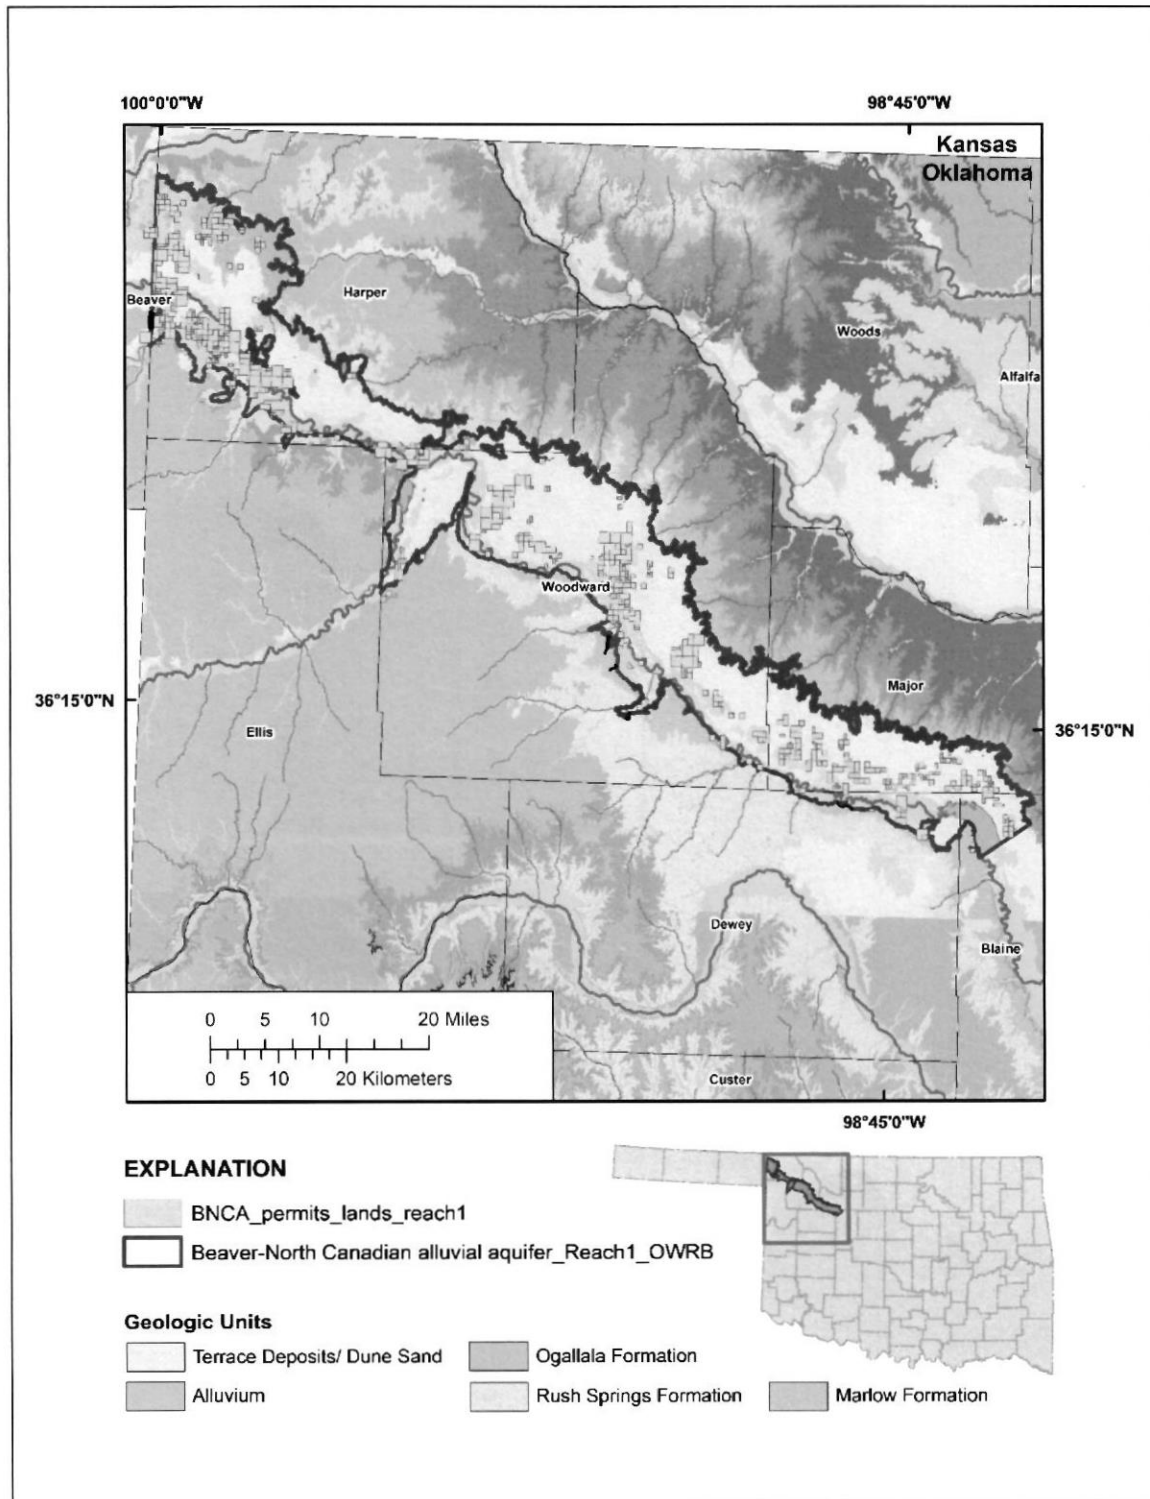 100°0'0"W 98°45'0"W
Kansas
Oklahoma
Beaver
Harper
Woods
Alfalfa
Woodward
Major
36°15'0"N
36°15'0"N
Ellis
Dewey
Blaine
0 5 10 20 Miles
0 5 10 20 Kilometers
Custer
98°45'0"W
EXPLANATION
BNCA_permits_lands_reach1
Beaver-North Canadian alluvial aquifer_Reach1_OWRB
Geologic Units
Terrace Deposits/ Dune Sand Ogallala Formation
Alluvium Rush Springs Formation Marlow Formation